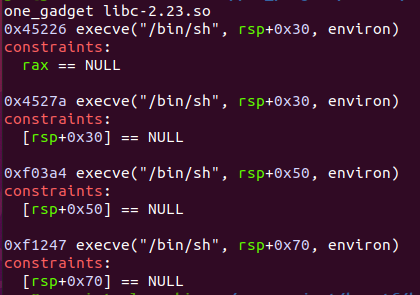 one_gadget libc-2.23.so
0x45226 execve("/bin/sh", rsp+0x30, environ)
constraints:
rax == NULL
0x4527a execve("/bin/sh", rsp+0x30, environ)
constraints:
[rsp+0x30] == NULL
0xf03a4 execve("/bin/sh", rsp+0x50, environ)
constraints:
[rsp+0x50] == NULL
0xf1247 execve("/bin/sh", rsp+0x70, environ)
constraints:
[rsp+0x70] == NULL